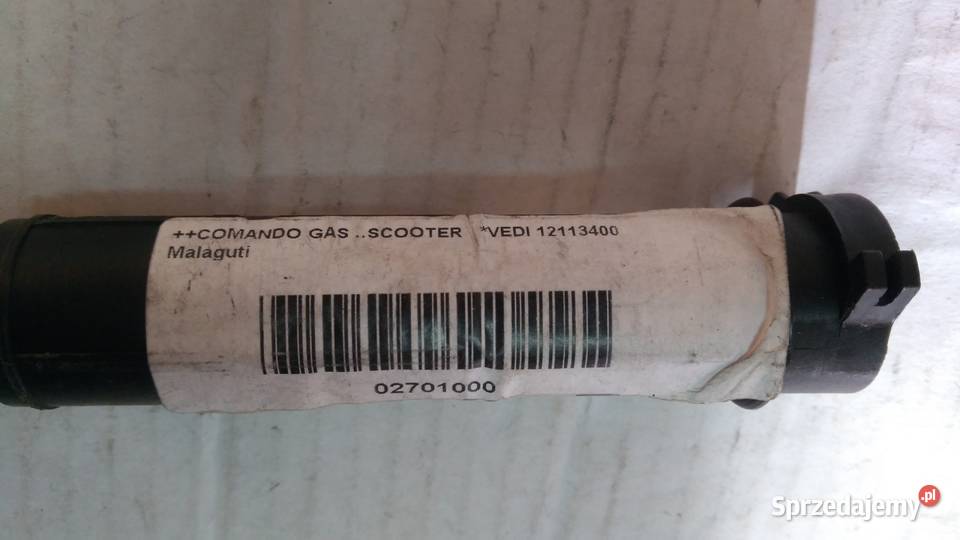 ++COMANDO GAS ..SCOOTER *VEDI 12113400
Malaguti
02701000
Sprzedajemy.pl